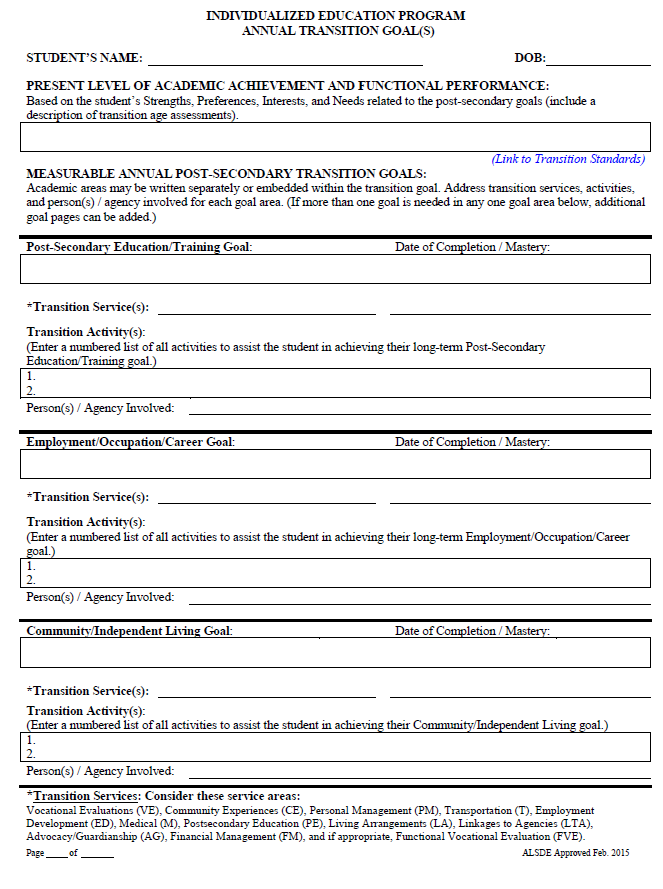 INDIVIDUALIZED EDUCATION PROGRAM
ANNUAL TRANSITION GOAL(S)
STUDENT'S NAME: DOB:
PRESENT LEVEL OF ACADEMIC ACHIEVEMENT AND FUNCTIONAL PERFORMANCE:
Based on the student's Strengths, Preferences, Interests, and Needs related to the post-secondary goals (include a
description of transition age assessments).
(Link to Transition Standards)
MEASURABLE ANNUAL POST-SECONDARY TRANSITION GOALS:
Academic areas may be written separately or embedded within the transition goal. Address transition services, activities,
and person(s) / agency involved for each goal area. (If more than one goal is needed in any one goal area below, additional
goal pages can be added.)
Post-Secondary Education/Training Goal: Date of Completion / Mastery:
*Transition Service(s):
Transition Activity(s):
(Enter a numbered list of all activities to assist the student in achieving their long-term Post-Secondary
Education/Training goal.)
1.
2.
Person(s) / Agency Involved:
Employment/Occupation/Career Goal: Date of Completion / Mastery:
*Transition Service(s):
Transition Activity(s):
(Enter a numbered list of all activities to assist the student in achieving their long-term Employment/Occupation/Career
goal.)
1.
2.
Person(s) / Agency Involved:
Community/Independent Living Goal: Date of Completion / Mastery:
*Transition Service(s):
Transition Activity(s):
(Enter a numbered list of all activities to assist the student in achieving their Community/Independent Living goal.)
1.
2.
Person(s) / Agency Involved:
*Transition Services: Consider these service areas:
Vocational Evaluations (VE), Community Experiences (CE), Personal Management (PM), Transportation (T), Employment
Development (ED), Medical (M), Postsecondary Education (PE), Living Arrangements (LA), Linkages to Agencies (LTA),
Advocacy/Guardianship (AG), Financial Management (FM), and if appropriate, Functional Vocational Evaluation (FVE).
Page ____ of ______ ALSDE Approved Feb. 2015